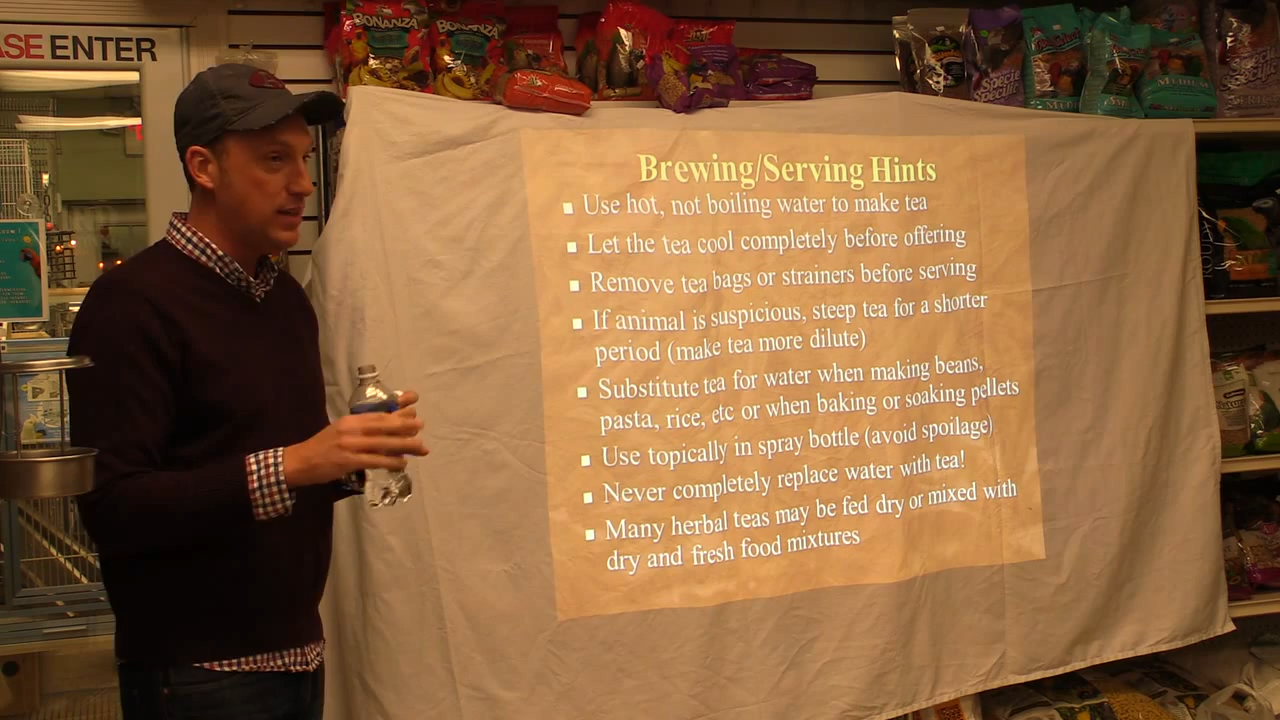 ASE ENTER
BONANZA
BONANZA
Species
Specific
MEDIUM
MEDIUM
Brewing/Serving Hints
Use hot, not boiling water to make tea
Let the tea cool completely before offering
Remove tea bags or strainers before serving
If animal is suspicious, steep tea for a shorter
period (make tea more dilute)
Substitute tea for water when making beans,
pasta, rice, etc or when baking or soaking pellets
Use topically in spray bottle (avoid spoilage)
Never completely replace water with tea!
Many herbal teas may be fed dry or mixed with
dry and fresh food mixtures